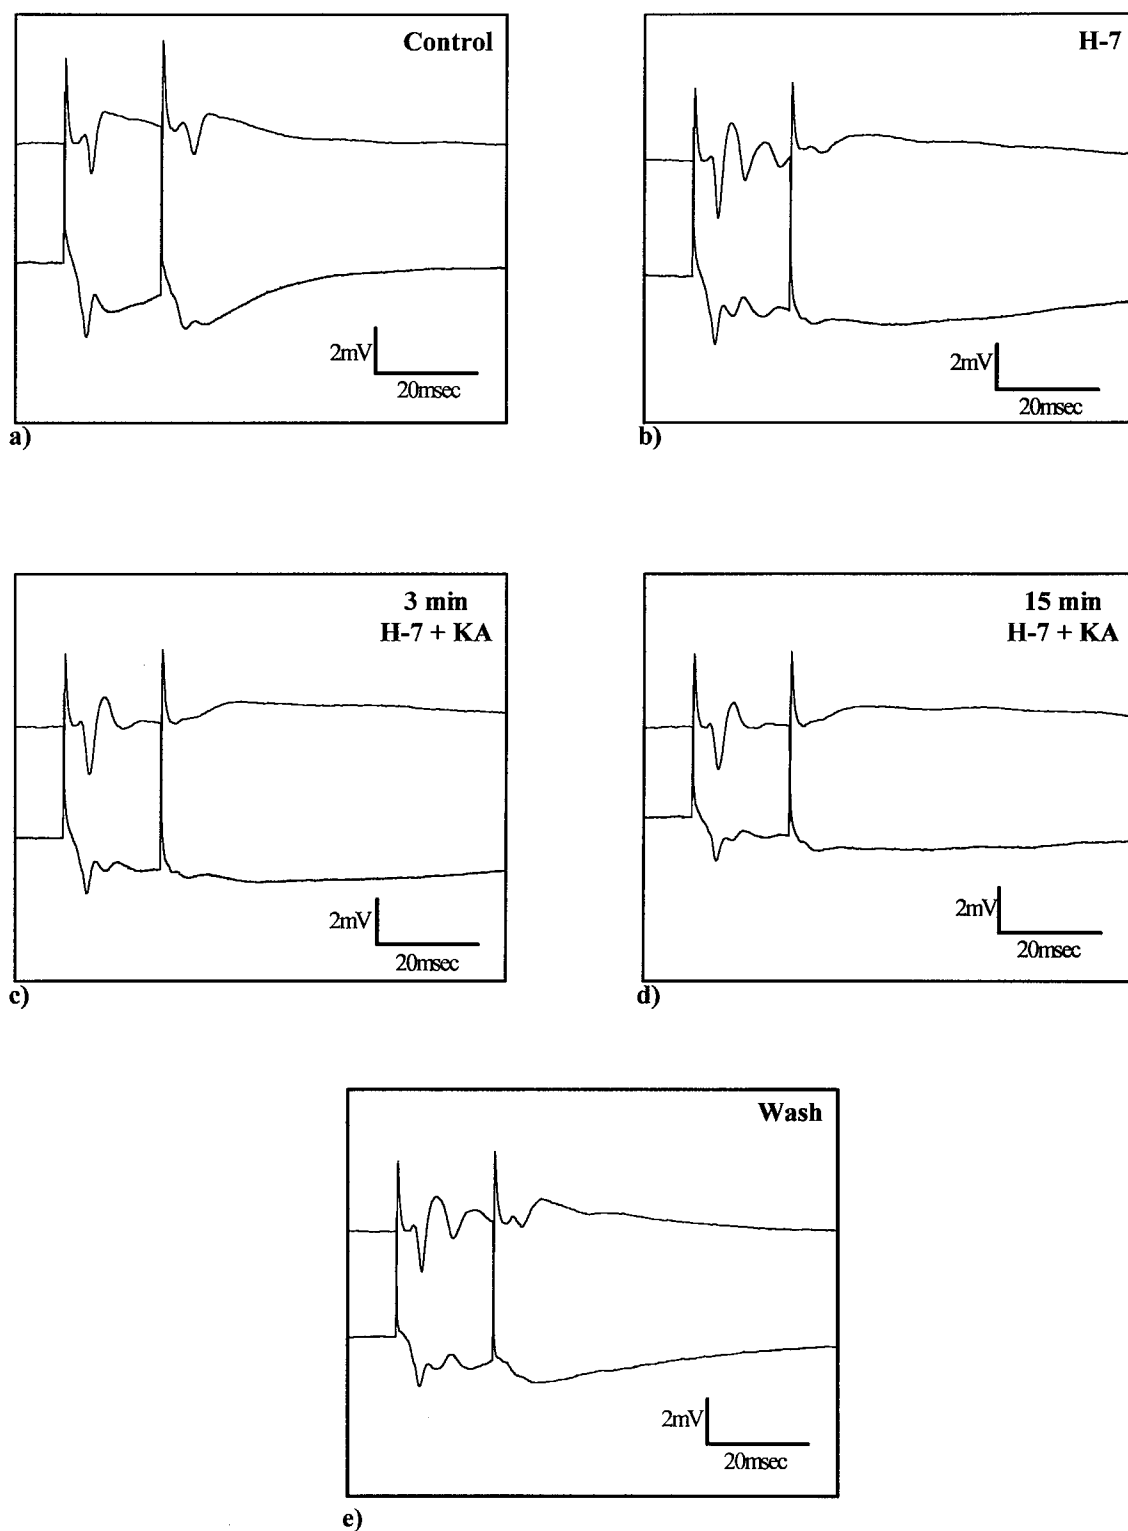 Control
2mV
20msec
a)
H-7
2mV
20msec
b)
3 min
H-7 + KA
2mV
20msec
c)
15 min
H-7 + KA
2mV
20msec
d)
Wash
2mV
20msec
e)